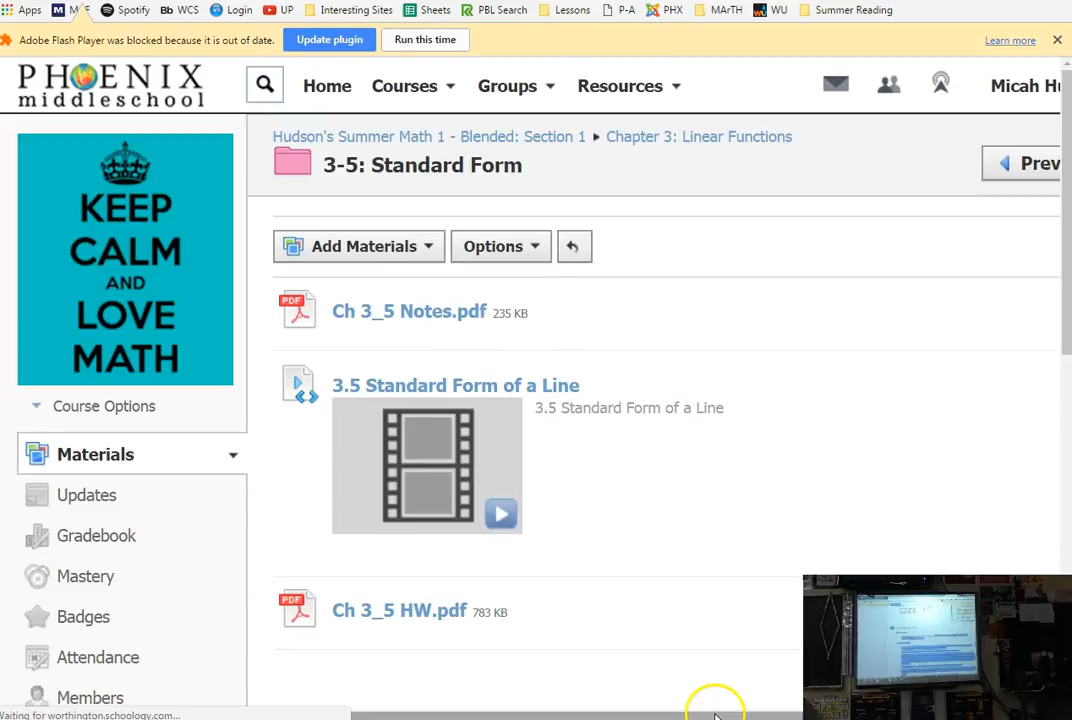 Apps M Spotify Bb WCS Login UP Interesting Sites Sheets PBL Search Lessons P-A PHX MArTH WU Summer Reading
Adobe Flash Player was blocked because it is out of date. Update plugin Run this time Learn more
PHOENIX
middleschool
Home Courses Groups Resources Micah Hu
Hudson's Summer Math 1 - Blended: Section 1 ▸ Chapter 3: Linear Functions
3-5: Standard Form
Prev
KEEP
CALM
AND
LOVE
MATH
Add Materials Options
PDF Ch 3_5 Notes.pdf 235 KB
3.5 Standard Form of a Line
3.5 Standard Form of a Line
Course Options
Materials
Updates
Gradebook
Mastery
Badges
Attendance
Members
PDF Ch 3_5 HW.pdf 783 KB
Waiting for worthington.schoology.com...